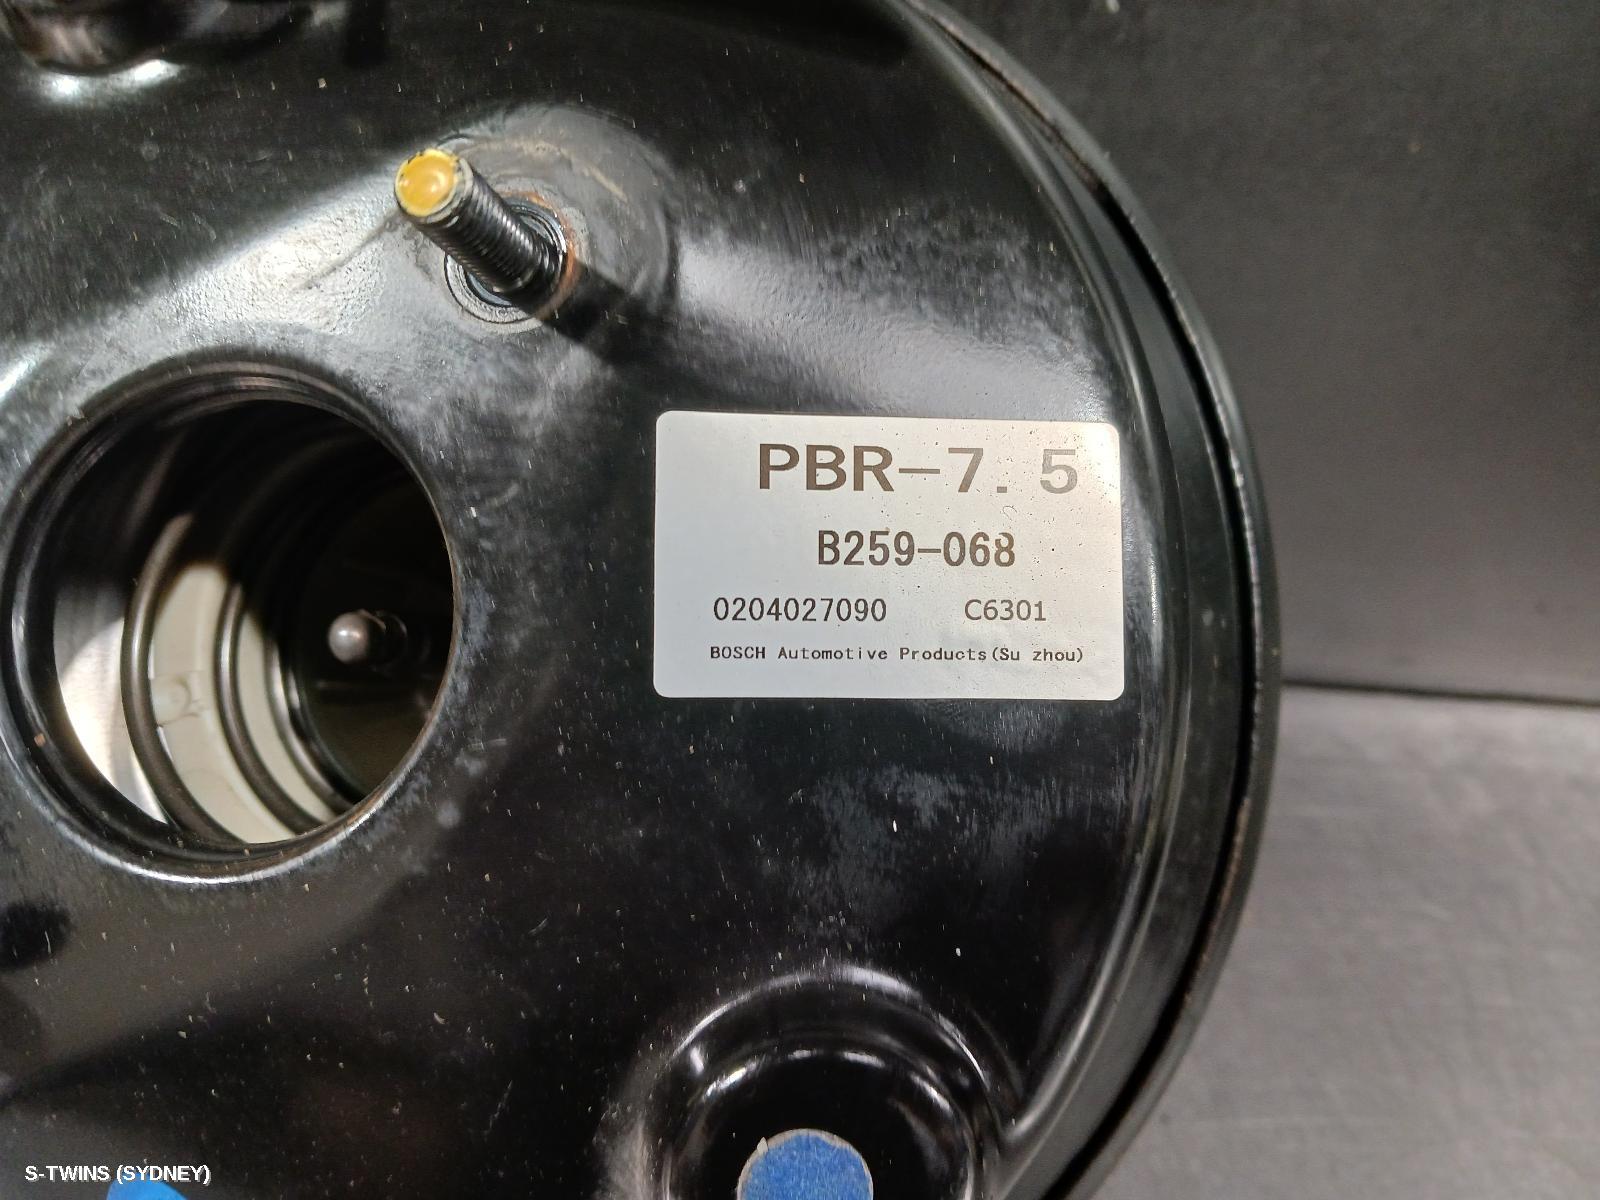 PBR-7.5
B259-068
0204027090 C6301
BOSCH Automotive Products(Su zhou)
S-TWINS (SYDNEY)